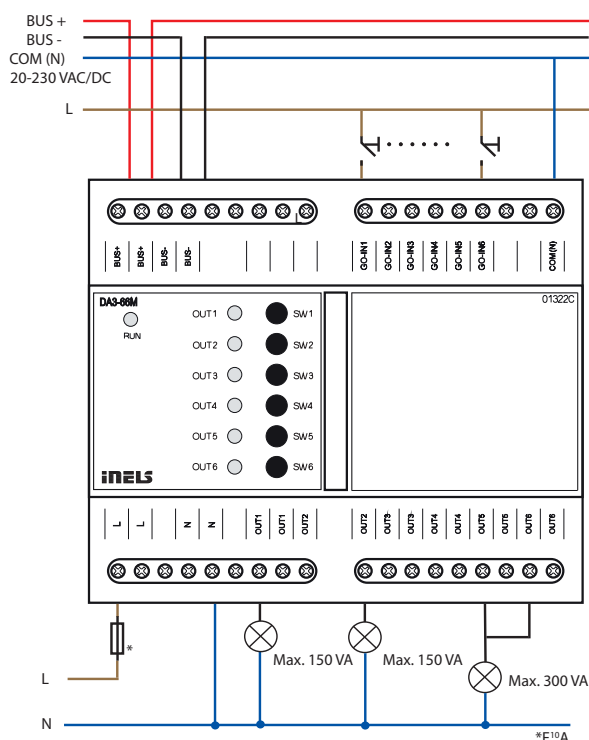 BUS +
BUS -
COM (N)
20-230 VAC/DC
L
L
BUS+ BUS+ BUS- BUS- GO-IN1 GO-IN2 GO-IN3 GO-IN4 GO-IN5 GO-IN6 COM(N)
DA3-66M
RUN
01322C
OUT1 SW1
OUT2 SW2
OUT3 SW3
OUT4 SW4
OUT5 SW5
OUT6 SW6
iNELS
L L N N OUT1 OUT1 OUT2 OUT2 OUT3 OUT3 OUT4 OUT4 OUT5 OUT5 OUT6 OUT6
*
Max. 150 VA Max. 150 VA
L
Max. 300 VA
N
*F10A